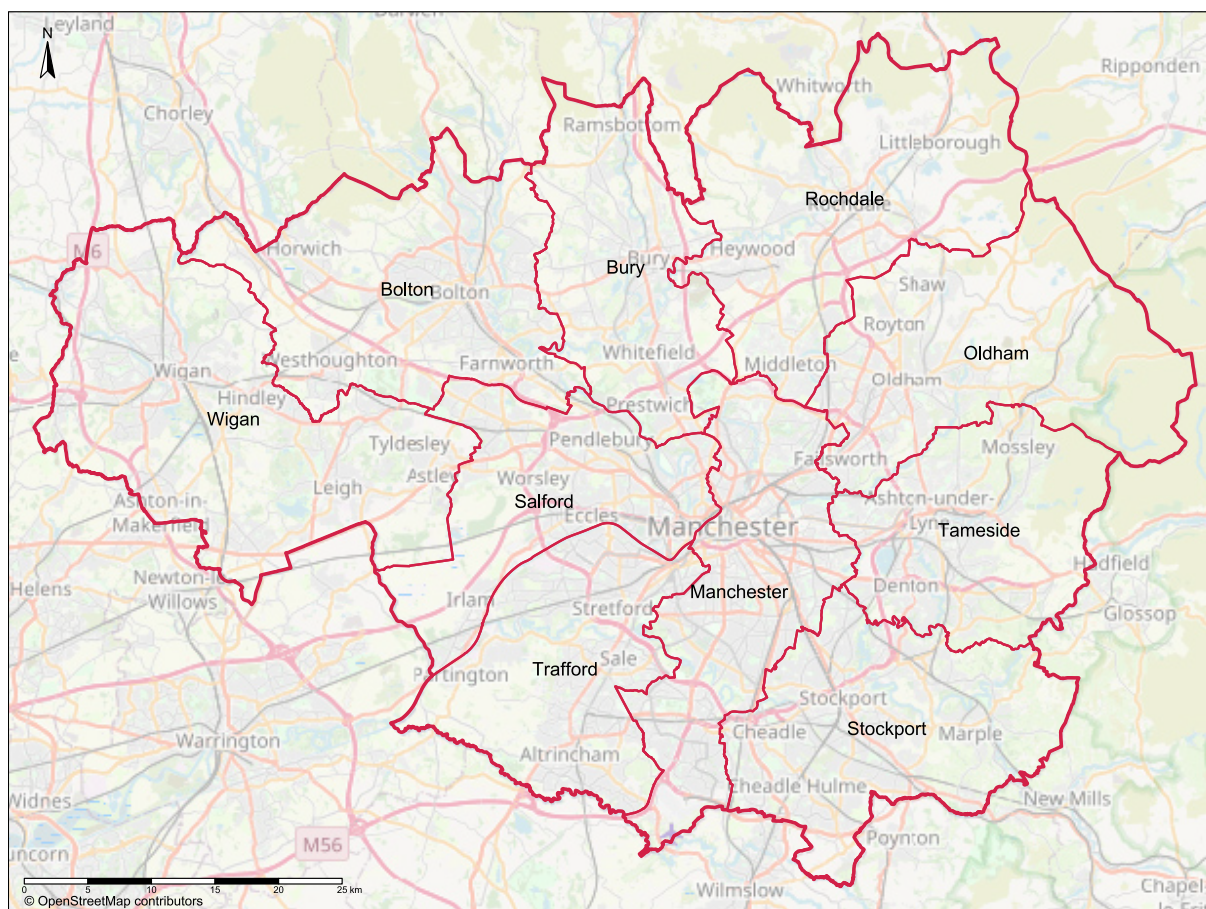 N
Leyland
Darwen
Ripponden
Whitworth
Chorley
Ramsbottom
Littleborough
Rochdale
Rochdale
M6
Horwich
Heywood
Bury
Bury
Bolton
Bolton
Shaw
Royton
Westhoughton
Farnworth
Whitefield
Middleton
Oldham
Wigan
Oldham
Hindley
Prestwich
Wigan
Tyldesley
Pendlebury
Failsworth
Mossley
Astley
Worsley
Leigh
Salford
Eccles
Ashton-in-
Makerfield
Manchester
Ashton-under-
Lyne
Tameside
Helens
Newton-le-
Willows
Irlam
Manchester
Denton
Hadfield
Stretford
Glossop
Sale
Trafford
Partington
Stockport
Stockport
Marple
Warrington
Altrincham
Cheadle
Cheadle Hulme
Widnes
New Mills
M56
Poynton
uncorn
0 5 10 15 20 25 km
Wilmslow
Chapel-
© OpenStreetMap contributors